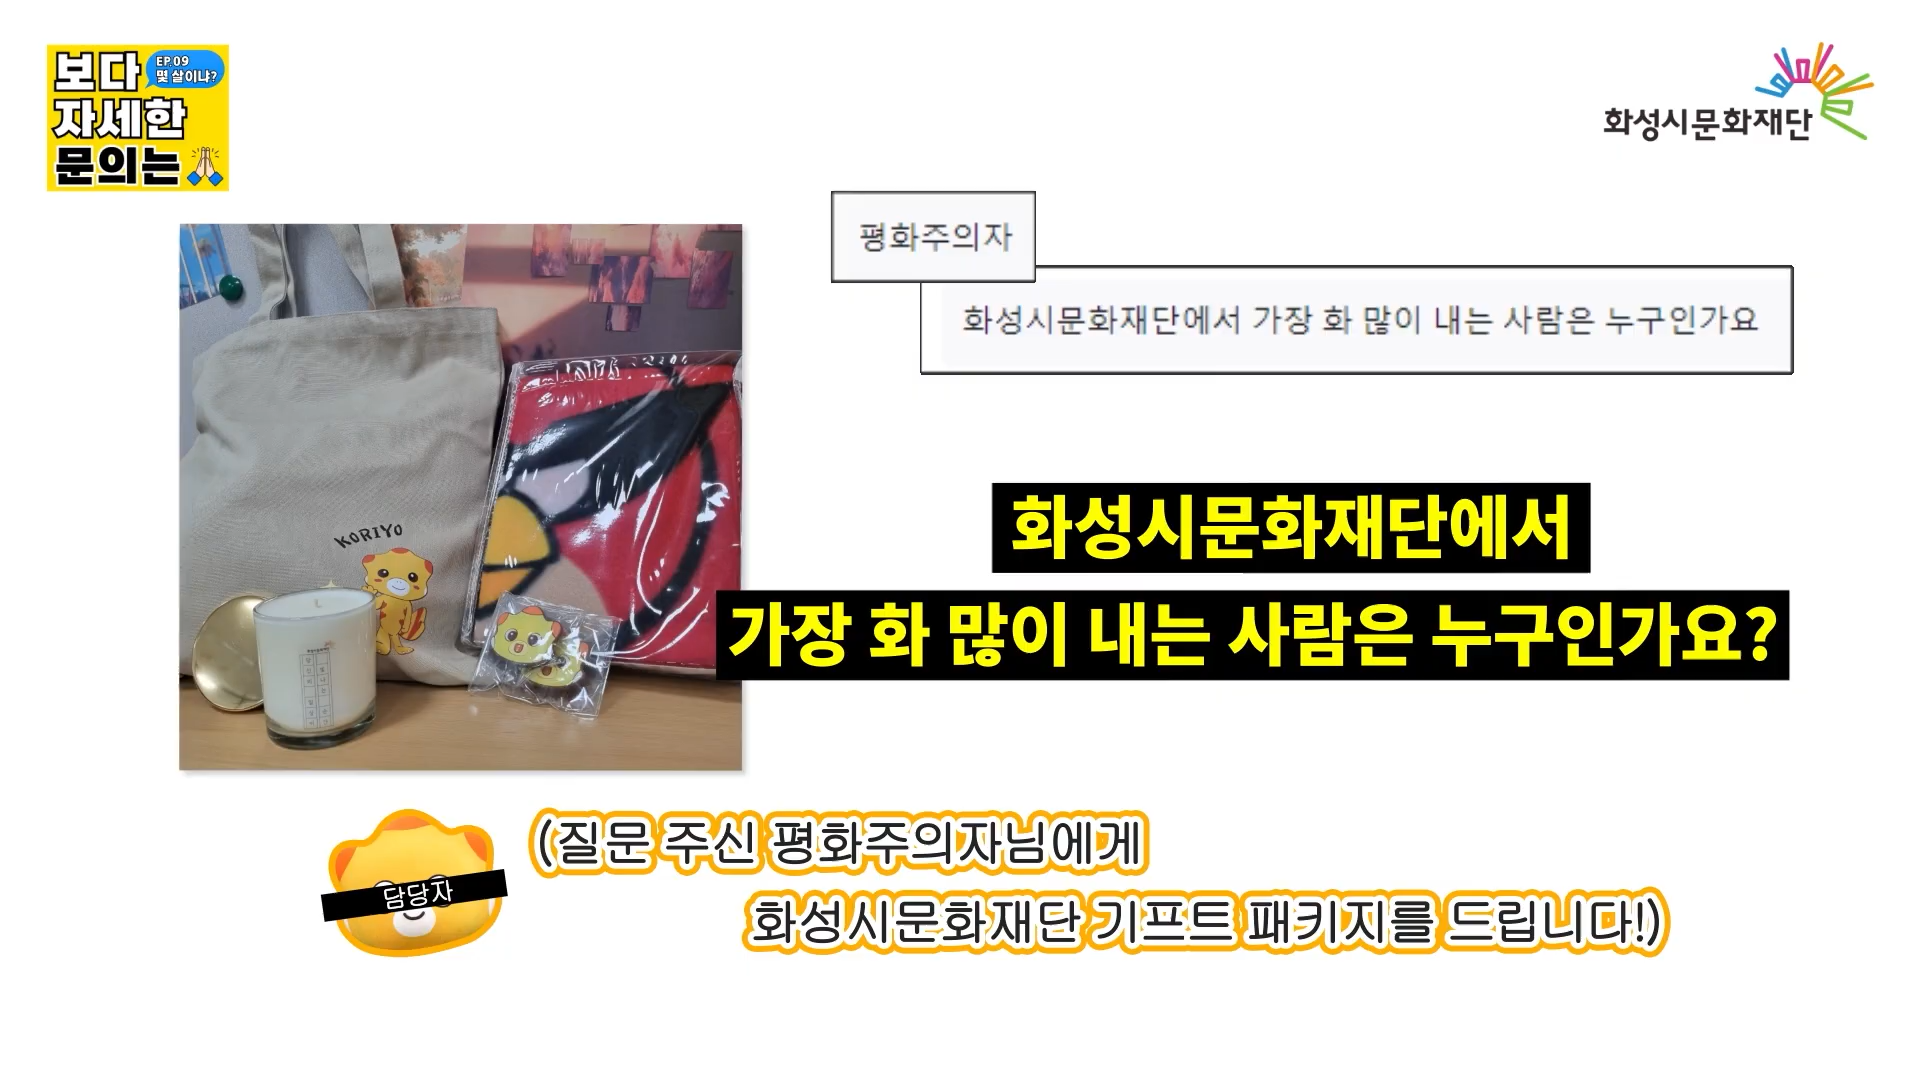 보다
EP.09
몇 살이냐?
자세한
문의는
화성시문화재단
평화주의자
화성시문화재단에서 가장 화 많이 내는 사람은 누구인가요
KORIYO
화성시문화재단에서
가장 화 많이 내는 사람은 누구인가요?
담당자
(질문 주신 평화주의자님에게
화성시문화재단 기프트 패키지를 드립니다!)